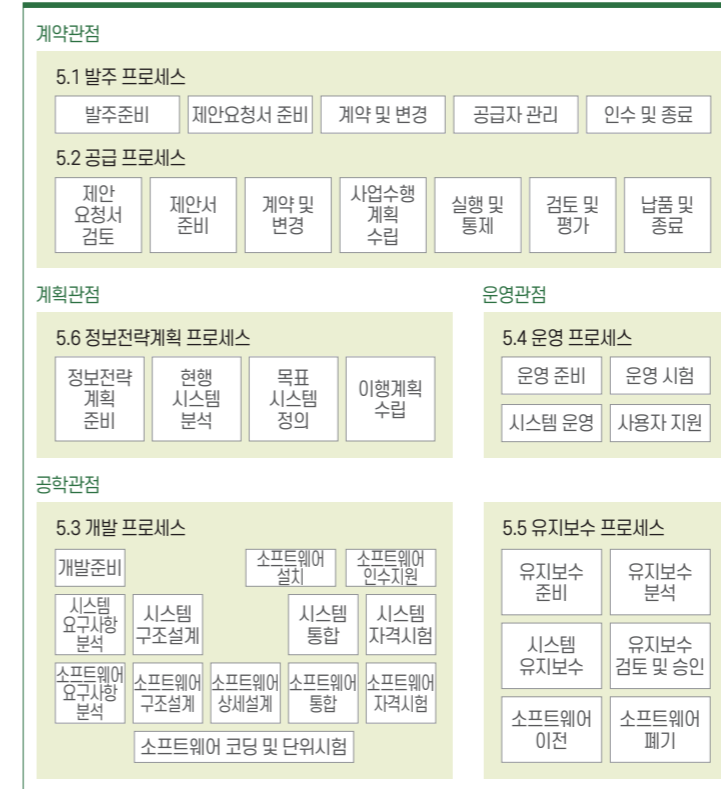 계약관점
5.1 발주 프로세스
발주준비
제안요청서 준비
계약 및 변경
공급자 관리
인수 및 종료
5.2 공급 프로세스
제안
요청서
검토
제안서
준비
계약 및
변경
사업수행
계획
수립
실행 및
통제
검토 및
평가
납품 및
종료
계획관점
5.6 정보전략계획 프로세스
정보전략
계획
준비
현행
시스템
분석
목표
시스템
정의
이행계획
수립
운영관점
5.4 운영 프로세스
운영 준비
운영 시험
시스템 운영
사용자 지원
공학관점
5.3 개발 프로세스
개발준비
소프트웨어
설치
소프트웨어
인수지원
시스템
요구사항
분석
시스템
구조설계
시스템
통합
시스템
자격시험
소프트웨어
요구사항
분석
소프트웨어
구조설계
소프트웨어
상세설계
소프트웨어
통합
소프트웨어
자격시험
소프트웨어 코딩 및 단위시험
5.5 유지보수 프로세스
유지보수
준비
유지보수
분석
시스템
유지보수
유지보수
검토 및 승인
소프트웨어
이전
소프트웨어
폐기